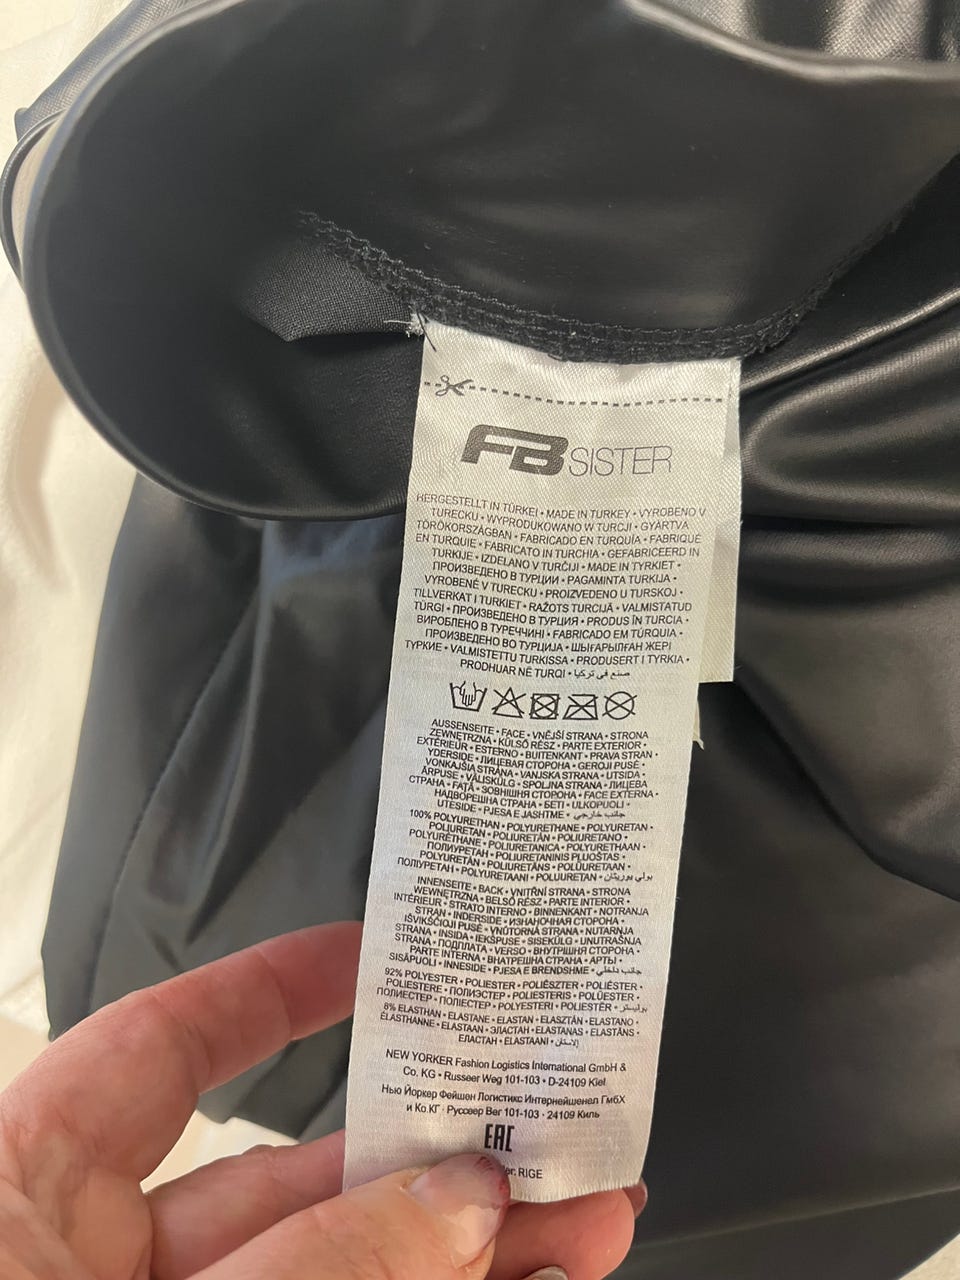 FB SISTER
HERGESTELLT IN TÜRKEI • MADE IN TURKEY • VYROBENO V
TURECKU • WYPRODUKOWANO W TURCJI • GYÁRTVA
TÖRÖKORSZÁGBAN • FABRICADO EN TURQUÍA • FABRIQUÉ
EN TURQUIE • FABRICATO IN TURCHIA • GEFABRICEERD IN
TURKIJE • IZDELANO V TURČIJI • MADE IN TYRKIET •
ПРОИЗВЕДЕНО В ТУРЦИИ • PAGAMINTA TURKIJA •
VYROBENÉ V TURECKU • PROIZVEDENO U TURSKOJ •
TILLVERKAT I TURKIET • RAŽOTS TURCIJĀ • VALMISTATUD
TÜRGI • ПРОИЗВЕДЕНО В ТУРЦИЯ • PRODUS ÎN TURCIA •
ВИРОБЛЕНО В ТУРЕЧЧИНІ • FABRICADO EM TÚRQUIA •
ПРОИЗВЕДЕНО ВО ТУРЦИЈА • ШЫҒАРЫЛҒАН ЖЕРІ
ТҮРКИЕ • VALMISTETTU TURKISSA • PRODUSERT I TYRKIA •
PRODHUAR NË TURQI • صنع في تركيا •
AUSSENSEITE • FACE • VNĚJŠÍ STRANA • STRONA
ZEWNĘTRZNA • KÜLSŐ RÉSZ • PARTE EXTERIOR •
EXTÉRIEUR • ESTERNO • BUITENKANT • PRAVA STRAN •
YDERSIDE • ЛИЦЕВАЯ СТОРОНА • GEROJI PUSĖ •
VONKAJŠIA STRANA • VANJSKA STRANA • UTSIDA •
ĀRPUSE • VÄLISKÜLG • SPOLJNA STRANA • ЛИЦЕВА
СТРАНА • FAȚĂ • ЗОВНІШНЯ СТОРОНА • FACE EXTERNA •
НАДВОРЕШНА СТРАНА • БЕТІ • ULKOPUOLI •
UTESIDE • PJESA E JASHTME • جانب خارجي •
100% POLYURETHAN • POLYURETHANE • POLYURETAN •
POLIURETAN • POLIURETÁN • POLIURETANO •
POLYURÉTHANE • POLIURETANICA • POLYURETHAAN •
ПОЛИУРЕТАН • POLIURETANINIS PLUOŠTAS •
POLYURETÁN • POLIURETĀNS • POLÜURETAAN •
ПОЛІУРЕТАН • POLYURETAANI • POLUURETAN • بولي يوريثان •
INNENSEITE • BACK • VNITŘNÍ STRANA • STRONA
WEWNĘTRZNA • BELSŐ RÉSZ • PARTE INTERIOR •
INTÉRIEUR • STRATO INTERNO • BINNENKANT • NOTRANJA
STRAN • INDERSIDE • ИЗНАНОЧНАЯ СТОРОНА •
IŠVIKŠČIOJI PUSĖ • VNÚTORNÁ STRANA • NUTARNJA
STRANA • INSIDA • IEKŠPUSE • SISEKÜLG • UNUTRAŠNJA
STRANA • ПОДПЛАТА • VERSO • ВНУТРІШНЯ СТОРОНА •
PARTE INTERNA • ВНАТРЕШНА СТРАНА • АРТЫ •
SISÄPUOLI • INNESIDE • PJESA E BRENDSHME • جانب داخلي •
92% POLYESTER • POLIESTER • POLIÉSZTER • POLIÉSTER •
POLIESTERE • ПОЛИЭСТЕР • POLIESTERIS • POLÜESTER •
ПОЛИЕСТЕР • ПОЛІЕСТЕР • POLYESTERI • POLIESTËR • بوليستر •
8% ELASTHAN • ELASTANE • ELASTAN • ELASZTÁN • ELASTANO •
ÉLASTHANNE • ELASTAAN • ЭЛАСТАН • ELASTANAS • ELASTĀNS •
ЕЛАСТАН • ELASTAANI • إلاستان •
NEW YORKER Fashion Logistics International GmbH &
Co. KG • Russeer Weg 101-103 • D-24109 Kiel
Нью Йоркер Фейшен Логистикс Интернейшенел ГмбХ
и Ко.КГ · Руссеер Вег 101-103 · 24109 Киль
EAC
RIGE